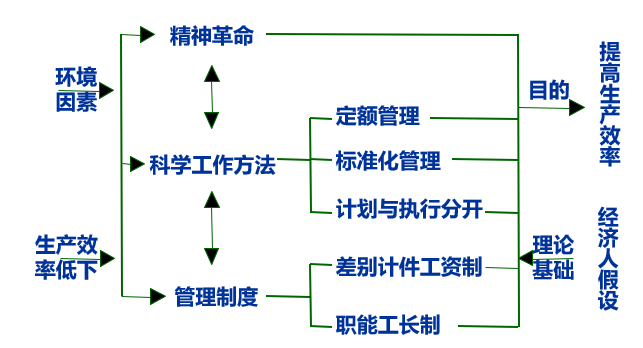 精神革命
环境
因素
目的
提高生产效率
定额管理
标准化管理
科学工作方法
计划与执行分开
生产效
率低下
理论
基础
经济人假设
差别计件工资制
管理制度
职能工长制